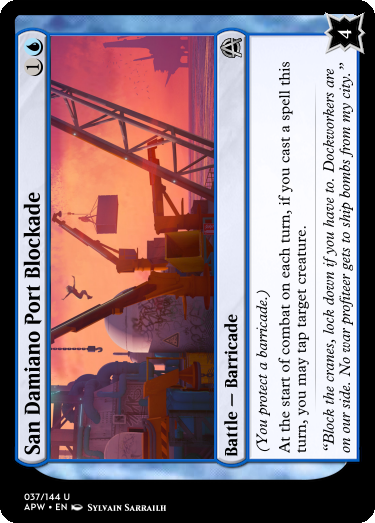 San Damiano Port Blockade
1
Battle — Barricade
4
(You protect a barricade.)
At the start of combat on each turn, if you cast a spell this
turn, you may tap target creature.
“Block the cranes, lock down if you have to. Dockworkers are
on our side. No war profiteer gets to ship bombs from my city.”
037/144 U
APW • EN Sylvain Sarrailh